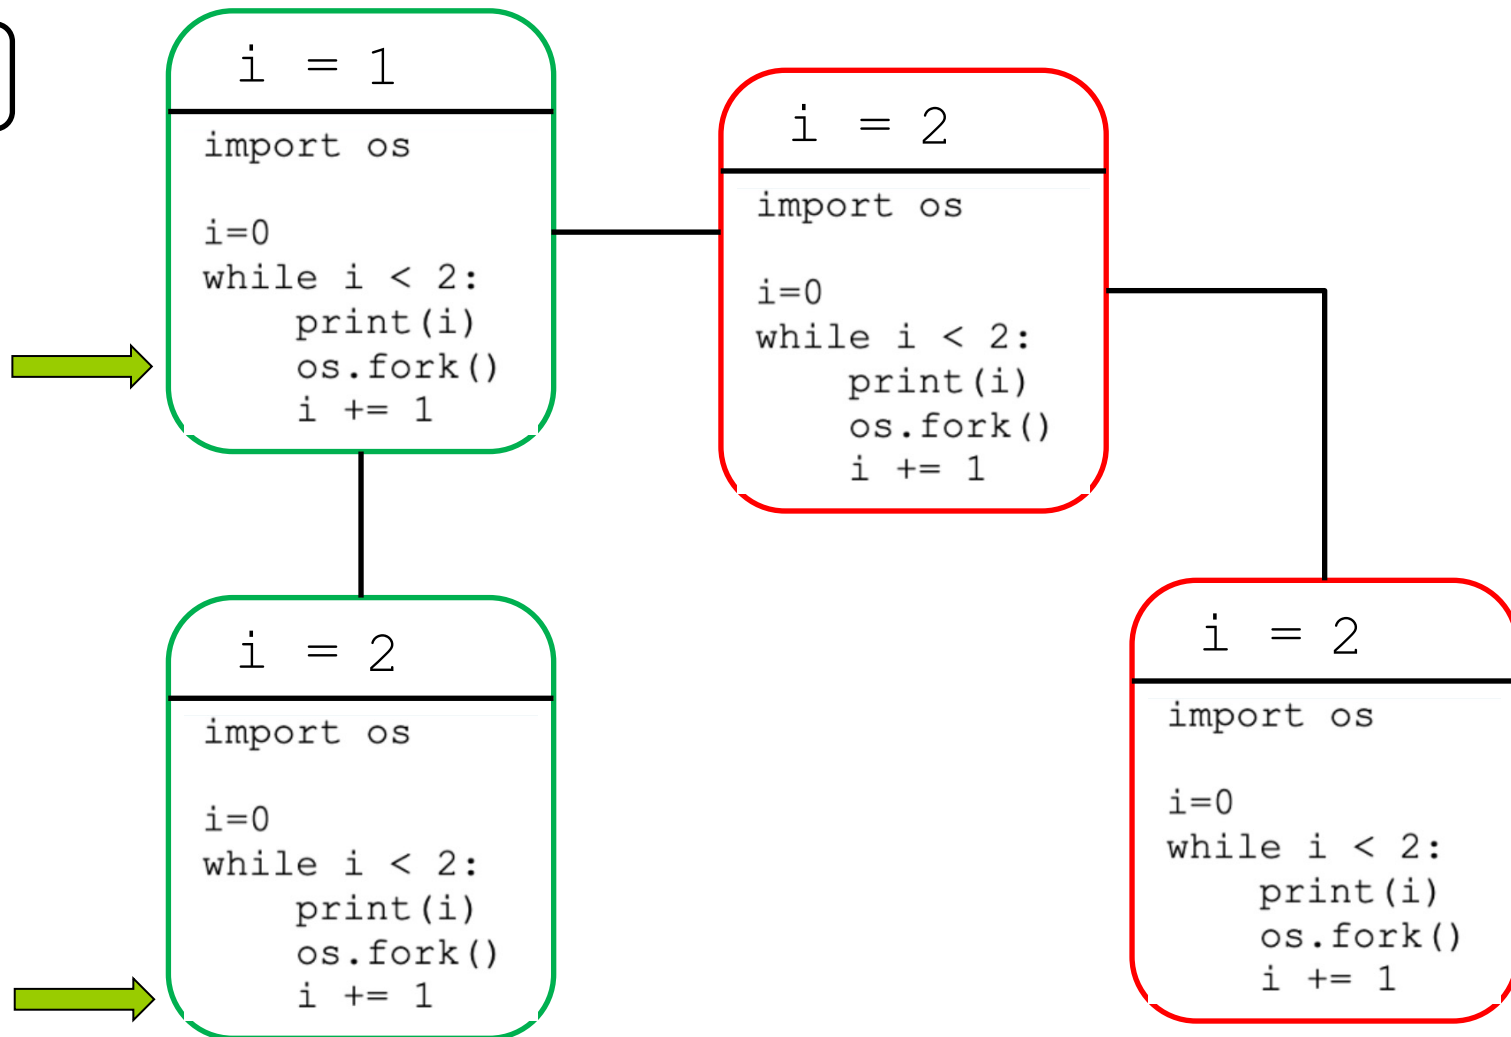 i = 1
import os
i=0
while i < 2:
print(i)
os.fork()
i += 1
i = 2
import os
i=0
while i < 2:
print(i)
os.fork()
i += 1
i = 2
import os
i=0
while i < 2:
print(i)
os.fork()
i += 1
i = 2
import os
i=0
while i < 2:
print(i)
os.fork()
i += 1